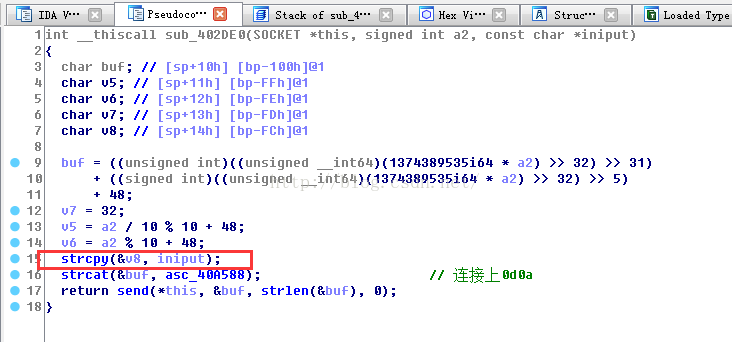 IDA V... Pseudoco... Stack of sub_4... Hex Vi... Struc... Loaded Type
1 int __thiscall sub_402DE0(SOCKET *this, signed int a2, const char *iniput)
2 {
3 char buf; // [sp+10h] [bp-100h]@1
4 char v5; // [sp+11h] [bp-FFh]@1
5 char v6; // [sp+12h] [bp-FEh]@1
6 char v7; // [sp+13h] [bp-FDh]@1
7 char v8; // [sp+14h] [bp-FCh]@1
8
9 buf = ((unsigned int)((unsigned __int64)(1374389535i64 * a2) >> 32) >> 31)
10 + ((signed int)((unsigned __int64)(1374389535i64 * a2) >> 32) >> 5)
11 + 48;
http://blog.csdn.net/
12 v7 = 32;
13 v5 = a2 / 10 % 10 + 48;
14 v6 = a2 % 10 + 48;
15 strcpy(&v8, iniput);
16 strcat(&buf, asc_40A588); // 连接上0d0a
17 return send(*this, &buf, strlen(&buf), 0);
18 }